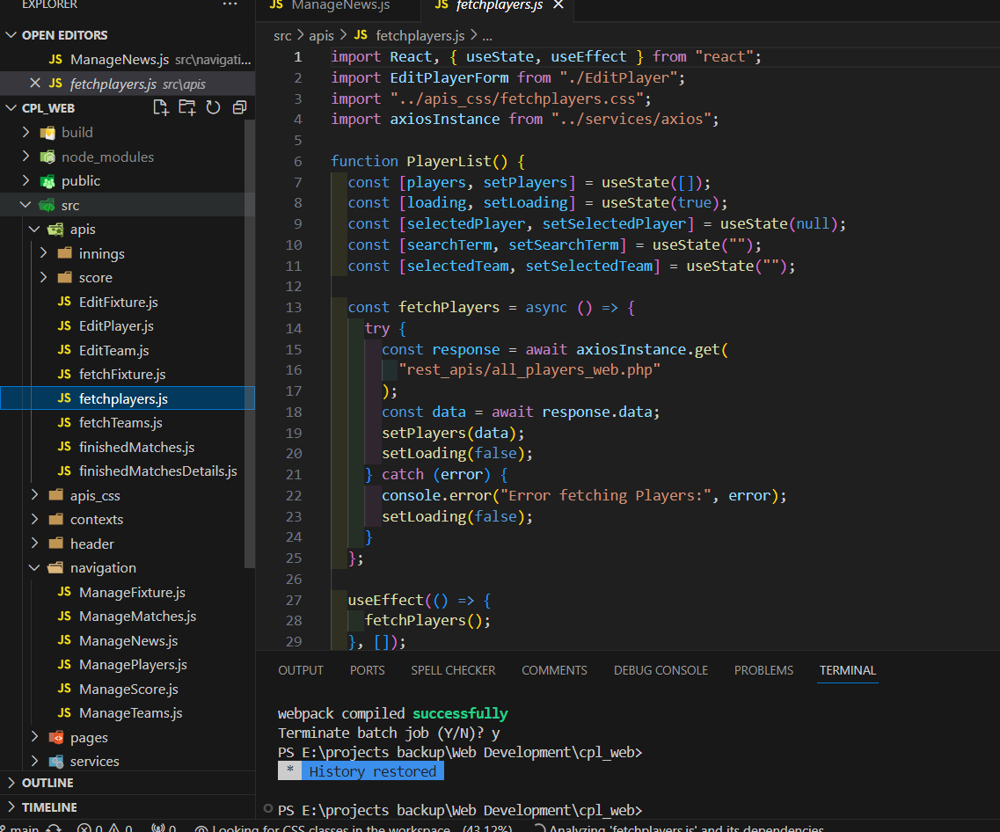 EXPLORER ...
OPEN EDITORS
JS ManageNews.js src\navigati...
JS fetchplayers.js src\apis
CPL_WEB
build
node_modules
public
src
apis
innings
score
JS EditFixture.js
JS EditPlayer.js
JS EditTeam.js
JS fetchFixture.js
JS fetchplayers.js
JS fetchTeams.js
JS finishedMatches.js
JS finishedMatchesDetails.js
apis_css
contexts
header
navigation
JS ManageFixture.js
JS ManageMatches.js
JS ManageNews.js
JS ManagePlayers.js
JS ManageScore.js
JS ManageTeams.js
pages
services
OUTLINE
TIMELINE
JS ManageNews.js JS fetchplayers.js
src > apis > JS fetchplayers.js > ...
1 import React, { useState, useEffect } from "react";
2 import EditPlayerForm from "./EditPlayer";
3 import "../apis_css/fetchplayers.css";
4 import axiosInstance from "../services/axios";
5
6 function PlayerList() {
7 const [players, setPlayers] = useState([]);
8 const [loading, setLoading] = useState(true);
9 const [selectedPlayer, setSelectedPlayer] = useState(null);
10 const [searchTerm, setSearchTerm] = useState("");
11 const [selectedTeam, setSelectedTeam] = useState("");
12
13 const fetchPlayers = async () => {
14 try {
15 const response = await axiosInstance.get(
16 "rest_apis/all_players_web.php"
17 );
18 const data = await response.data;
19 setPlayers(data);
20 setLoading(false);
21 } catch (error) {
22 console.error("Error fetching Players:", error);
23 setLoading(false);
24 }
25 };
26
27 useEffect(() => {
28 fetchPlayers();
29 }, []);
OUTPUT PORTS SPELL CHECKER COMMENTS DEBUG CONSOLE PROBLEMS TERMINAL
webpack compiled successfully
Terminate batch job (Y/N)? y
PS E:\projects backup\Web Development\cpl_web>
* History restored
PS E:\projects backup\Web Development\cpl_web>
main 0 0 0 Looking for CSS classes in the workspace... (43.12%) Analyzing 'fetchplayers.js' and its dependencies